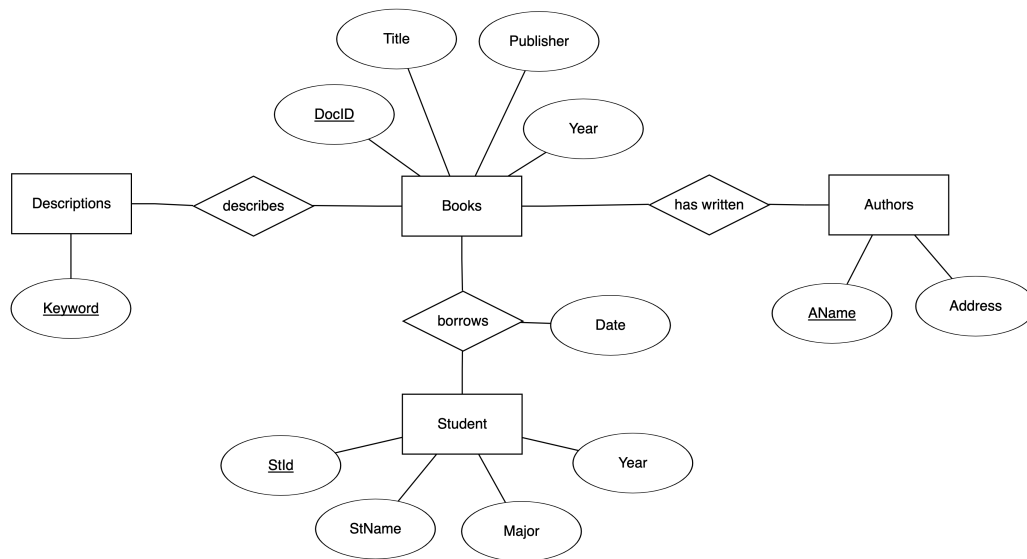 Title
Publisher
DocID
Year
Descriptions
describes
Books
has written
Authors
Keyword
borrows
Date
AName
Address
Student
StId
Year
StName
Major